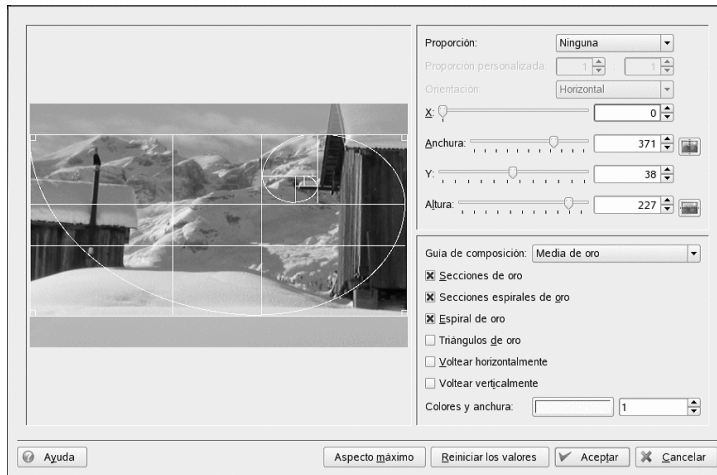 Proporción: Ninguna
Proporción personalizada: 1 1
Orientación: Horizontal
X: 0
Anchura: 371
Y: 38
Altura: 227
Guía de composición: Media de oro
Secciones de oro
Secciones espirales de oro
Espiral de oro
Triángulos de oro
Voltear horizontalmente
Voltear verticalmente
Colores y anchura: 1
Ayuda Aspecto máximo Reiniciar los valores Aceptar Cancelar